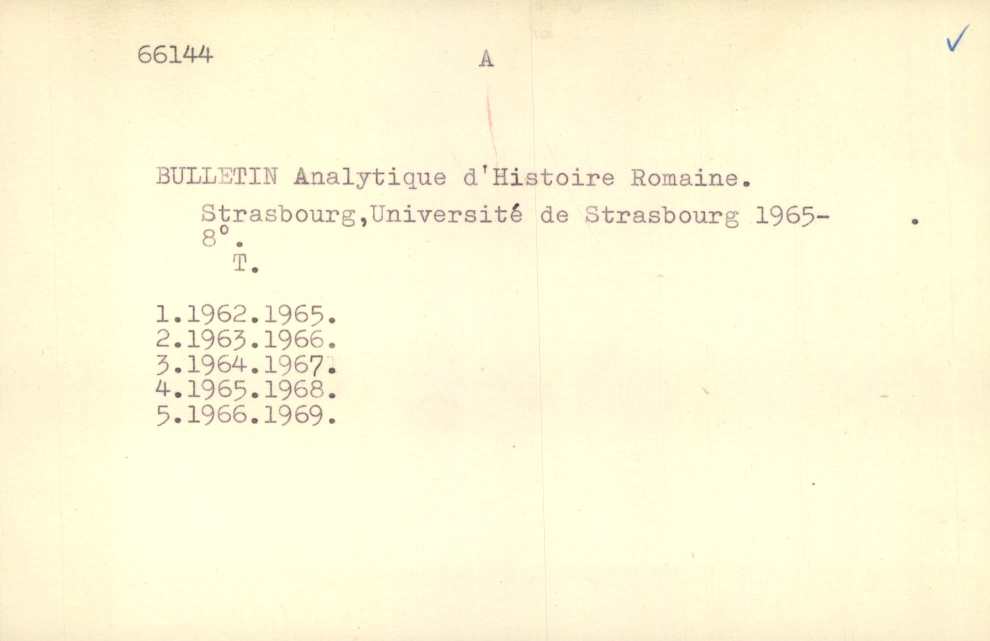 66144 A
BULLETIN Analytique d'Histoire Romaine.
Strasbourg,Université de Strasbourg 1965- .
8°.
T.
1.1962.1965.
2.1963.1966.
3.1964.1967.
4.1965.1968.
5.1966.1969.